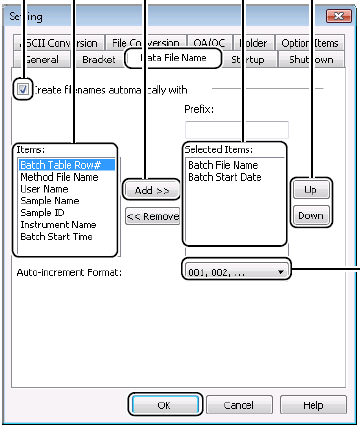 Setting
ASCII Conversion File Conversion QA/QC Folder Option Items
General Bracket Data File Name Startup Shutdown
Create filenames automatically with
Prefix:
Items:
Batch Table Row#
Method File Name
User Name
Sample Name
Sample ID
Instrument Name
Batch Start Time
Add >>
<< Remove
Selected Items:
Batch File Name
Batch Start Date
Up
Down
Auto-increment Format:
001, 002, ...
OK Cancel Help